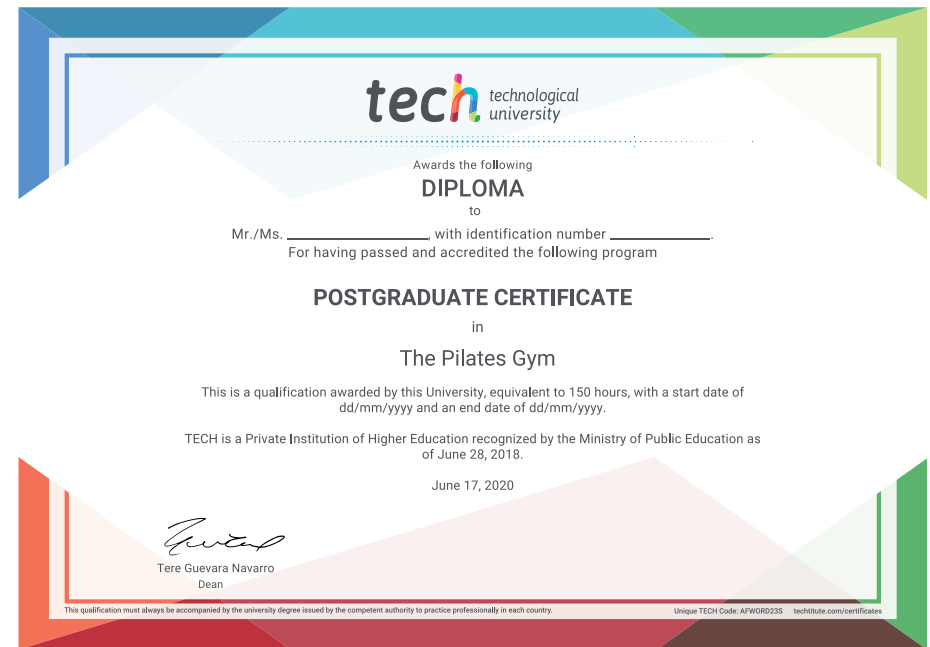 tech technological
university
Awards the following
DIPLOMA
to
Mr./Ms. ____________________, with identification number ______________.
For having passed and accredited the following program
POSTGRADUATE CERTIFICATE
in
The Pilates Gym
This is a qualification awarded by this University, equivalent to 150 hours, with a start date of
dd/mm/yyyy and an end date of dd/mm/yyyy.
TECH is a Private Institution of Higher Education recognized by the Ministry of Public Education as
of June 28, 2018.
June 17, 2020
Tere Guevara Navarro
Dean
This qualification must always be accompanied by the university degree issued by the competent authority to practice professionally in each country.
Unique TECH Code: AFWORD23S techtitute.com/certificates